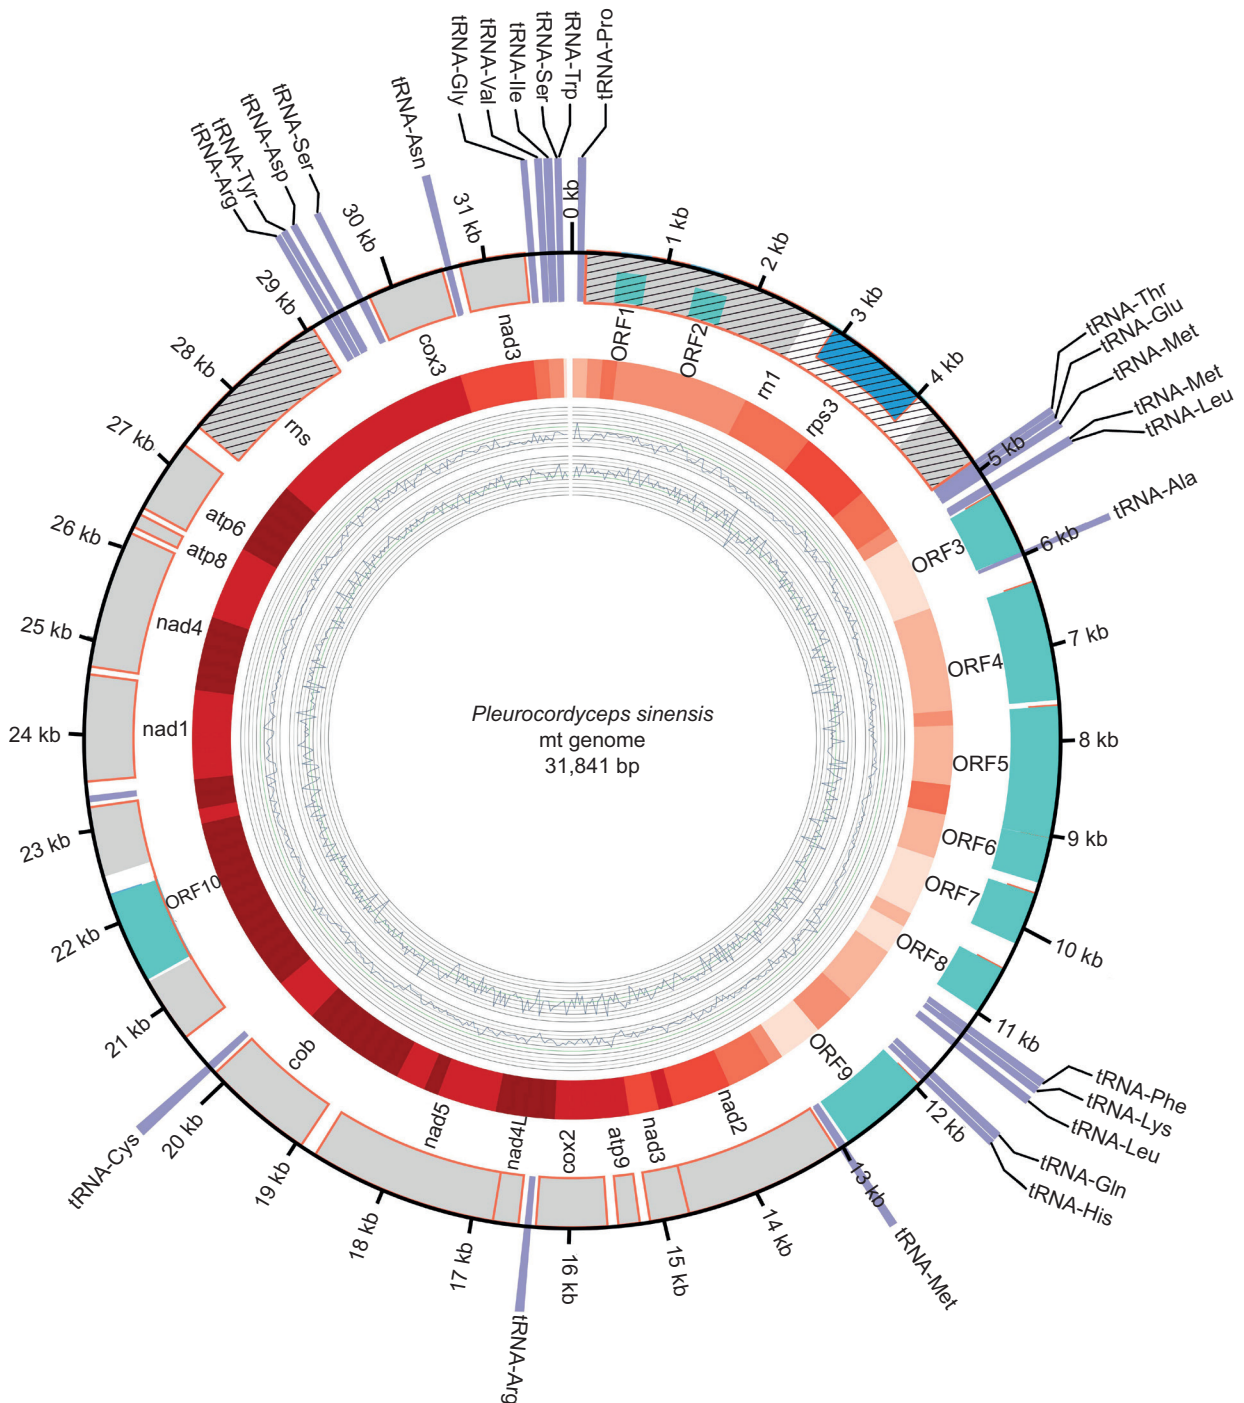 tRNA-Gly
tRNA-Val
tRNA-Ile
tRNA-Ser
tRNA-Trp
tRNA-Pro
tRNA-Asn
tRNA-Ser
tRNA-Asp
tRNA-Tyr
tRNA-Arg
0 kb
1 kb
2 kb
3 kb
4 kb
5 kb
6 kb
7 kb
8 kb
9 kb
10 kb
11 kb
12 kb
13 kb
14 kb
15 kb
16 kb
17 kb
18 kb
19 kb
20 kb
21 kb
22 kb
23 kb
24 kb
25 kb
26 kb
27 kb
28 kb
29 kb
30 kb
31 kb
tRNA-Thr
tRNA-Glu
tRNA-Met
tRNA-Met
tRNA-Leu
tRNA-Ala
tRNA-Phe
tRNA-Lys
tRNA-Leu
tRNA-Gln
tRNA-His
tRNA-Met
tRNA-Arg
tRNA-Cys
ORF1
ORF2
rn1
rps3
ORF3
ORF4
ORF5
ORF6
ORF7
ORF8
ORF9
nad2
nad3
atp9
cox2
nad4L
nad5
cob
ORF10
nad1
nad4
atp8
atp6
rns
cox3
nad3
Pleurocordyceps sinensis
mt genome
31,841 bp